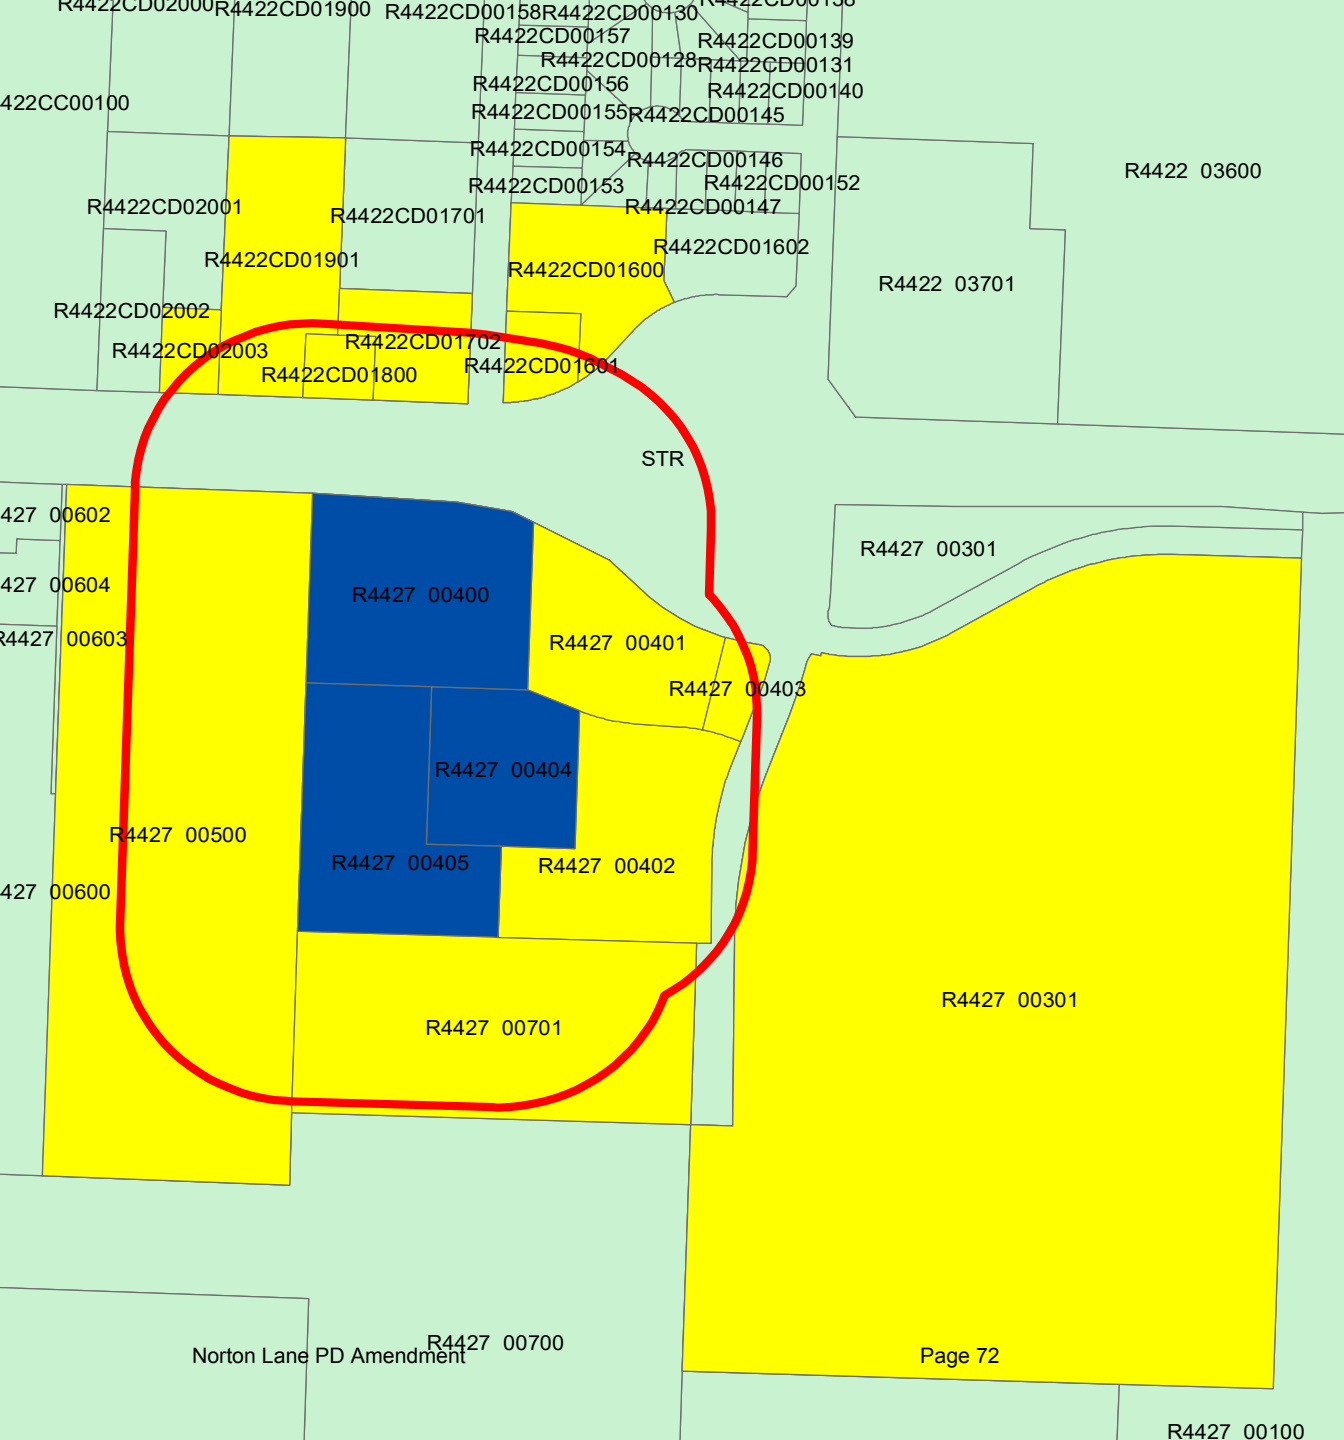 R4422CD02000
R4422CD01900
R4422CD00158
R4422CD00130
R4422CD00138
R4422CD00157
R4422CD00139
R4422CD00128
R4422CD00131
R4422CD00156
R4422CD00140
422CC00100
R4422CD00155
R4422CD00145
R4422CD00154
R4422CD00146
R4422 03600
R4422CD00153
R4422CD00152
R4422CD02001
R4422CD00147
R4422CD01701
R4422CD01602
R4422CD01901
R4422CD01600
R4422 03701
R4422CD02002
R4422CD01702
R4422CD02003
R4422CD01601
R4422CD01800
STR
427 00602
R4427 00301
427 00604
R4427 00400
R4427 00603
R4427 00401
R4427 00403
R4427 00404
R4427 00500
R4427 00405
R4427 00402
427 00600
R4427 00301
R4427 00701
R4427 00700
Norton Lane PD Amendment
Page 72
R4427 00100